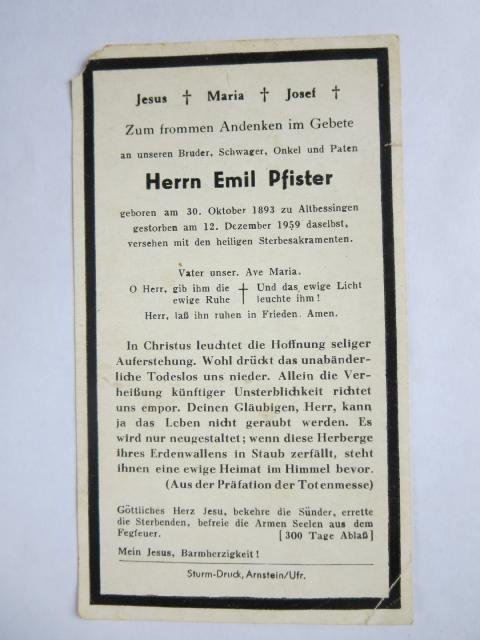 Jesus † Maria † Josef †
Zum frommen Andenken im Gebete
an unseren Bruder, Schwager, Onkel und Paten
Herrn Emil Pfister
geboren am 30. Oktober 1893 zu Altbessingen
gestorben am 12. Dezember 1959 daselbst,
versehen mit den heiligen Sterbesakramenten.
Vater unser. Ave Maria.
O Herr, gib ihm die † Und das ewige Licht
ewige Ruhe leuchte ihm!
Herr, laß ihn ruhen in Frieden. Amen.
In Christus leuchtet die Hoffnung seliger
Auferstehung. Wohl drückt das unabänder-
liche Todeslos uns nieder. Allein die Ver-
heißung künftiger Unsterblichkeit richtet
uns empor. Deinen Gläubigen, Herr, kann
ja das Leben nicht geraubt werden. Es
wird nur neugestaltet; wenn diese Herberge
ihres Erdenwallens in Staub zerfällt, steht
ihnen eine ewige Heimat im Himmel bevor.
(Aus der Präfation der Totenmesse)
Göttliches Herz Jesu, bekehre die Sünder, errette
die Sterbenden, befreie die Armen Seelen aus dem
Fegfeuer. [300 Tage Ablaß]
Mein Jesus, Barmherzigkeit!
Sturm-Druck, Arnstein/Ufr.